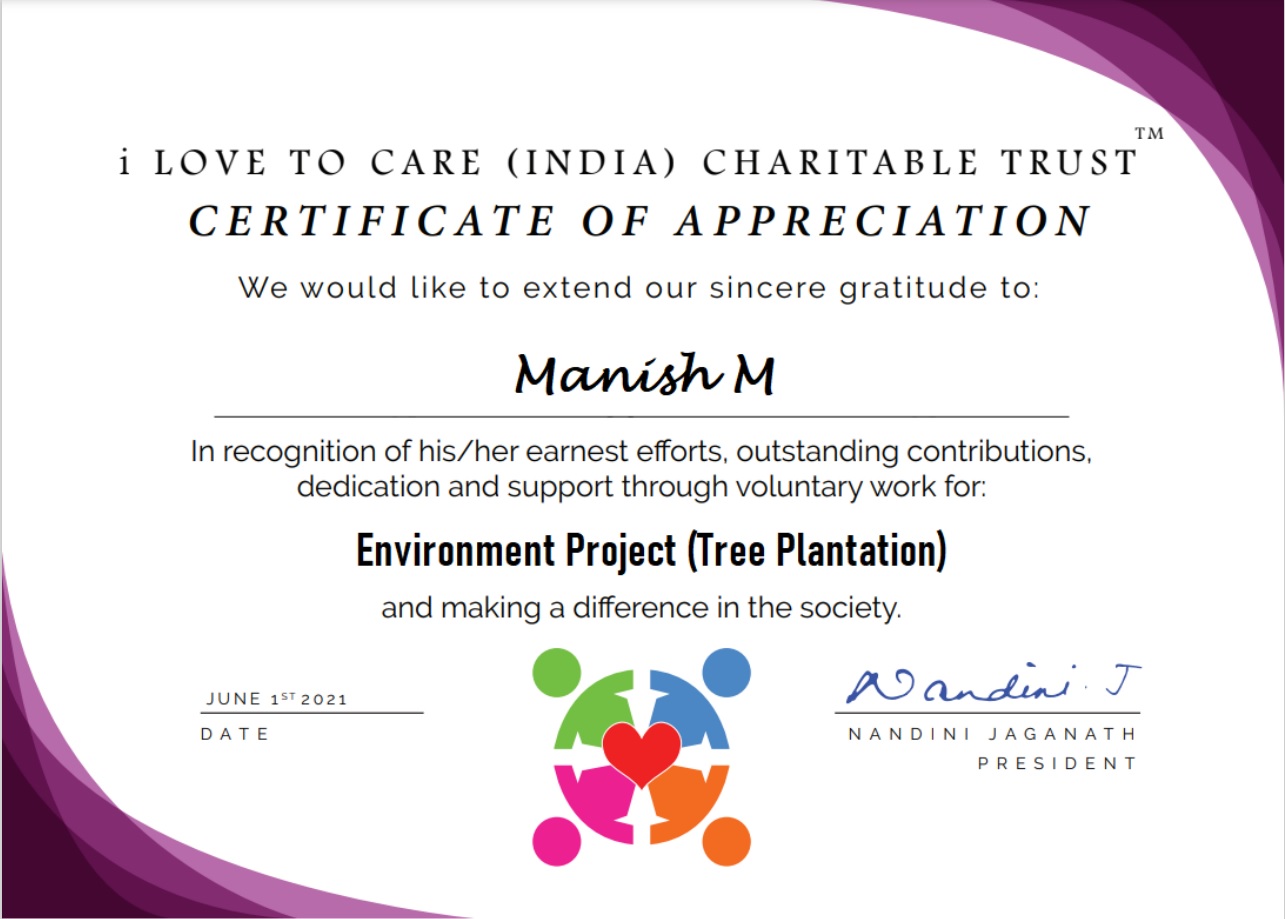 i LOVE TO CARE (INDIA) CHARITABLE TRUST™
CERTIFICATE OF APPRECIATION
We would like to extend our sincere gratitude to:
Manish M
In recognition of his/her earnest efforts, outstanding contributions,
dedication and support through voluntary work for:
Environment Project (Tree Plantation)
and making a difference in the society.
JUNE 1ST 2021
DATE
Nandini. J
NANDINI JAGANATH
PRESIDENT